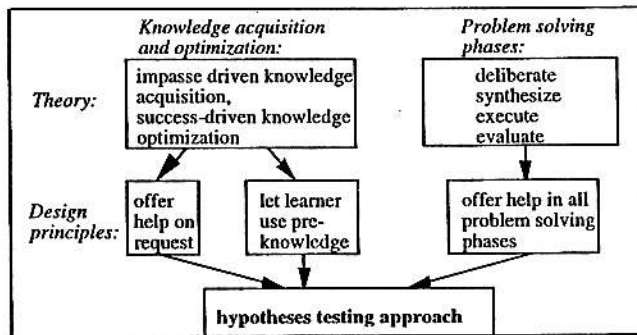 Knowledge acquisition
and optimization:
Problem solving
phases:
Theory:
impasse driven knowledge
acquisition,
success-driven knowledge
optimization
deliberate
synthesize
execute
evaluate
Design
principles:
offer
help on
request
let learner
use pre-
knowledge
offer help in all
problem solving
phases
hypotheses testing approach